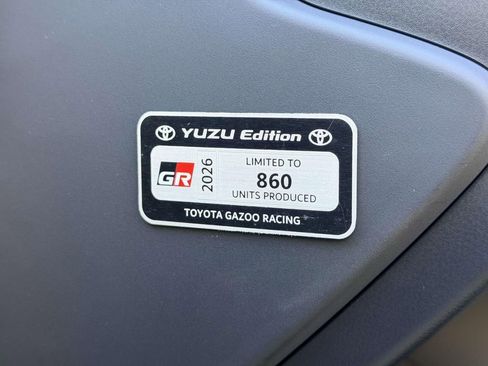 YUZU Edition
GR
2026
LIMITED TO
860
UNITS PRODUCED
TOYOTA GAZOO RACING